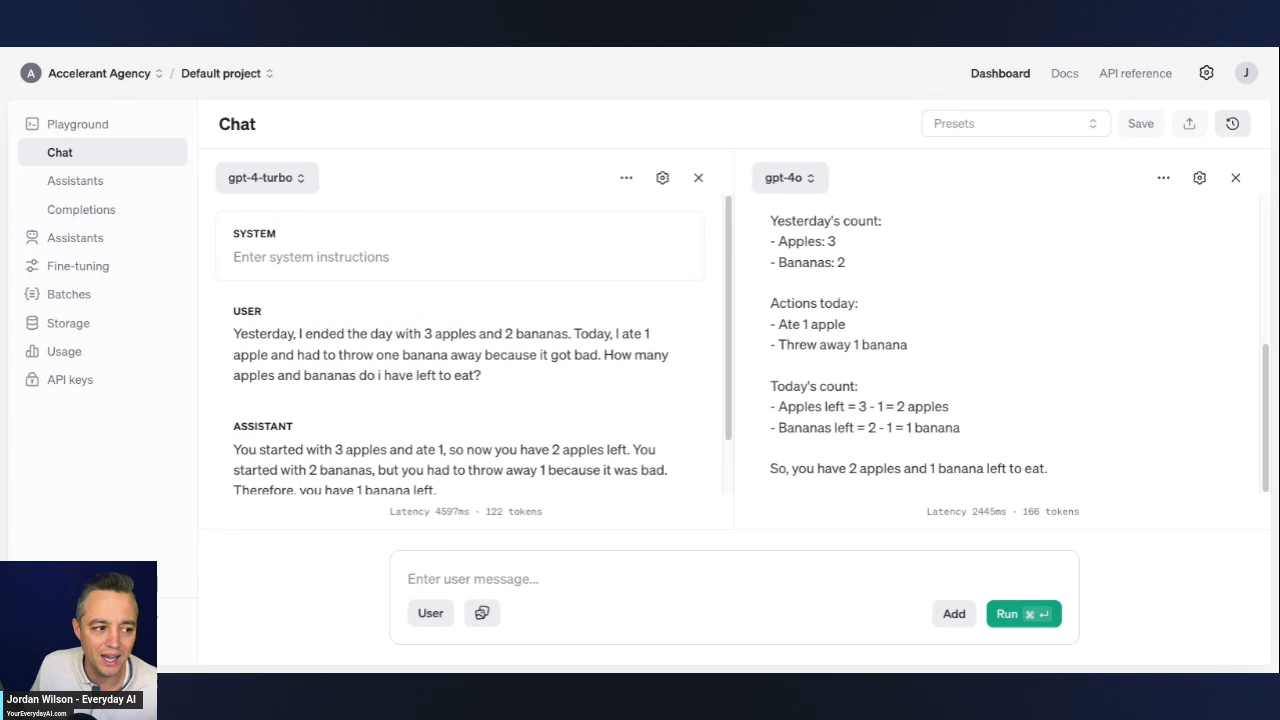 A Accelerant Agency / Default project
Dashboard Docs API reference J
Playground
Chat
Assistants
Completions
Assistants
Fine-tuning
Batches
Storage
Usage
API keys
Chat
Presets
Save
gpt-4-turbo
SYSTEM
Enter system instructions
USER
Yesterday, I ended the day with 3 apples and 2 bananas. Today, I ate 1
apple and had to throw one banana away because it got bad. How many
apples and bananas do i have left to eat?
ASSISTANT
You started with 3 apples and ate 1, so now you have 2 apples left. You
started with 2 bananas, but you had to throw away 1 because it was bad.
Therefore, you have 1 banana left.
Latency 4597ms · 122 tokens
gpt-4o
Yesterday's count:
- Apples: 3
- Bananas: 2
Actions today:
- Ate 1 apple
- Threw away 1 banana
Today's count:
- Apples left = 3 - 1 = 2 apples
- Bananas left = 2 - 1 = 1 banana
So, you have 2 apples and 1 banana left to eat.
Latency 2445ms · 166 tokens
Enter user message...
User
Add
Run ⌘ ↵
Jordan Wilson - Everyday AI
YourEverydayAI.com